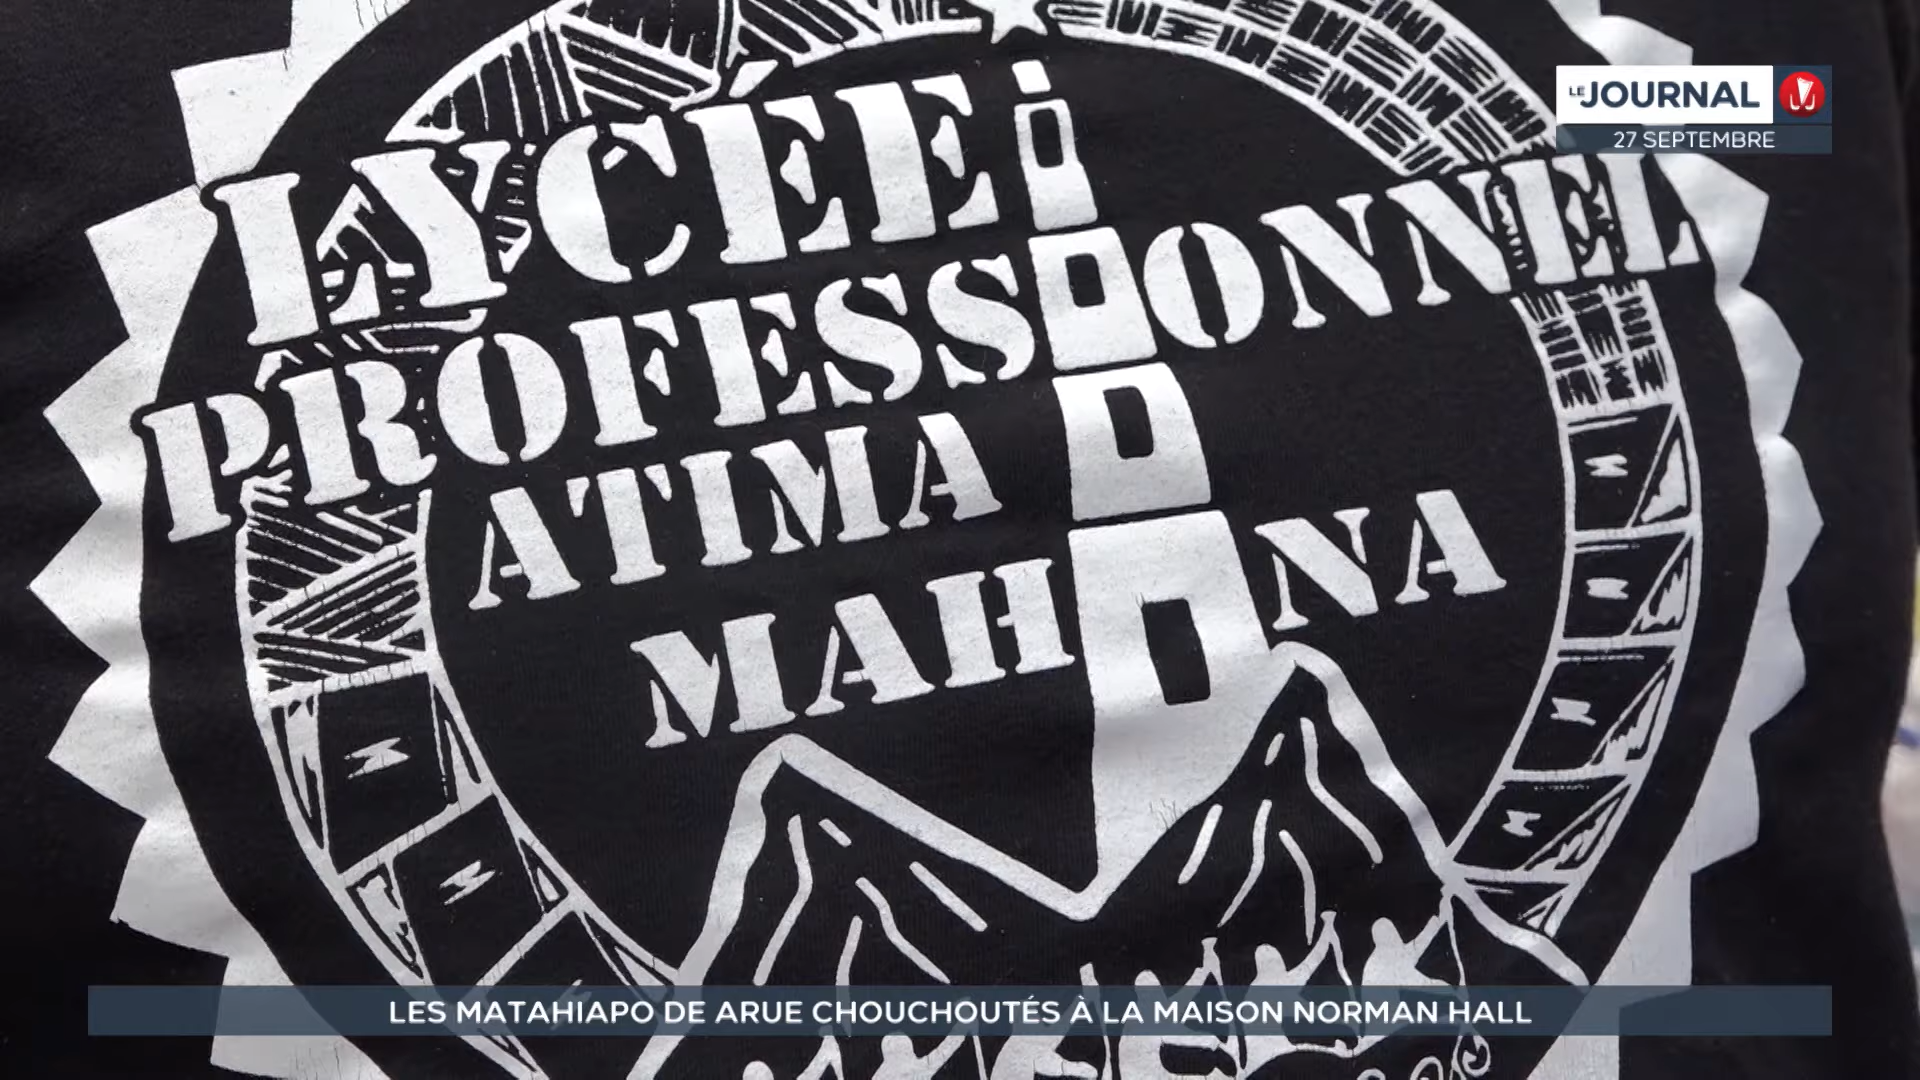 LE JOURNAL
27 SEPTEMBRE
LYCÉE
PROFESSIONNEL
ATIMA
MAHINA
LES MATAHIAPO DE ARUE CHOUCHOUTÉS À LA MAISON NORMAN HALL